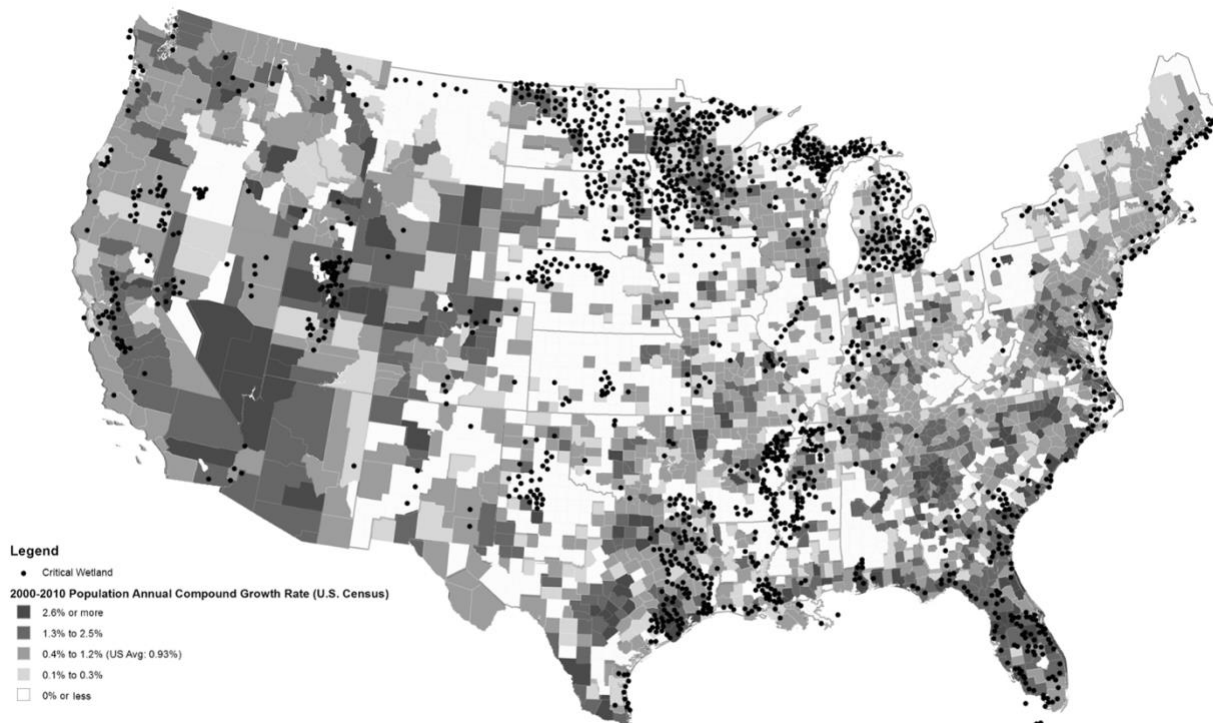 Legend
Critical Wetland
2000-2010 Population Annual Compound Growth Rate (U.S. Census)
2.6% or more
1.3% to 2.5%
0.4% to 1.2% (US Avg: 0.93%)
0.1% to 0.3%
0% or less